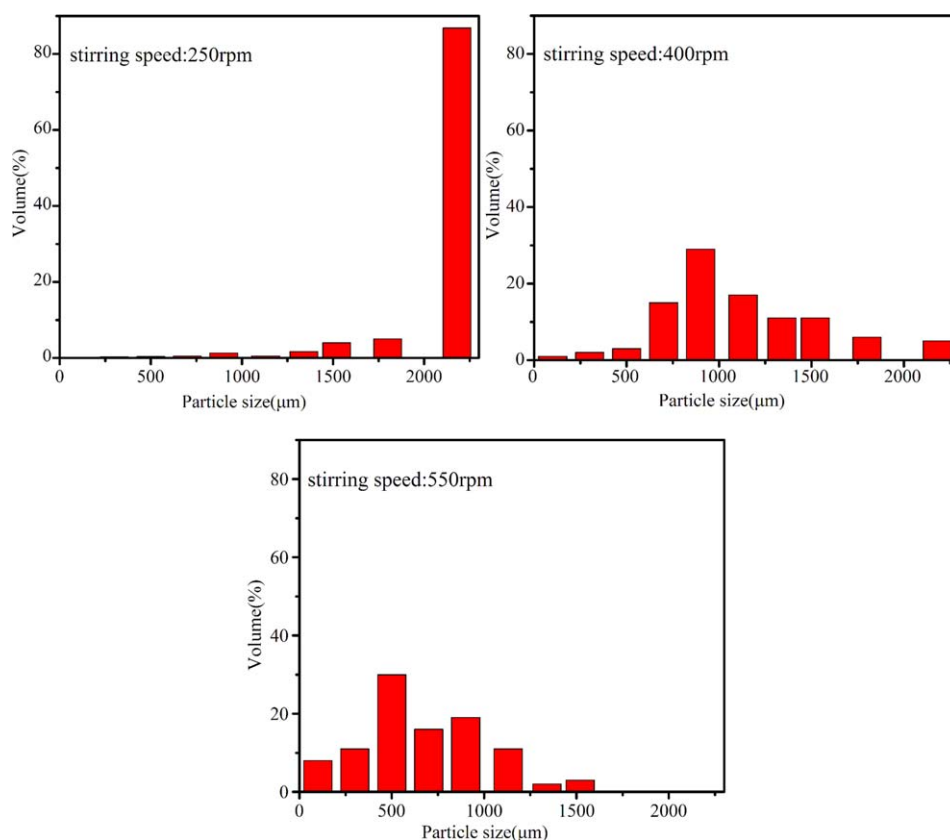 stirring speed:250rpm
Volume(%)
80
60
40
20
0
0 500 1000 1500 2000
Particle size(μm)
stirring speed:400rpm
Volume(%)
80
60
40
20
0
0 500 1000 1500 2000
Particle size(μm)
stirring speed:550rpm
Volume(%)
80
60
40
20
0
0 500 1000 1500 2000
Particle size(μm)